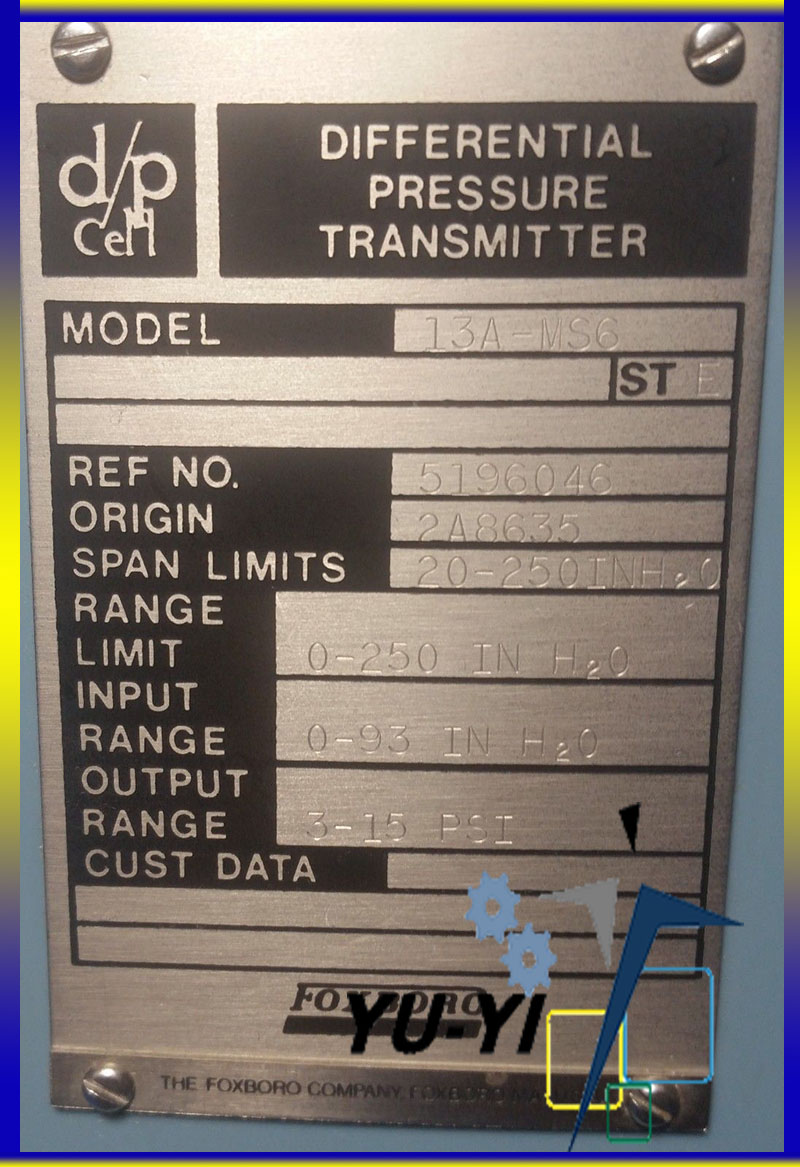 d/p
Cell
DIFFERENTIAL
PRESSURE
TRANSMITTER
MODEL 13A-MS6
ST E
REF NO. 5196046
ORIGIN 2A8635
SPAN LIMITS 20-250INH₂O
RANGE
LIMIT 0-250 IN H₂O
INPUT
RANGE 0-93 IN H₂O
OUTPUT
RANGE 3-15 PSI
CUST DATA
FOXBORO
YU-YI
THE FOXBORO COMPANY, FOXBORO